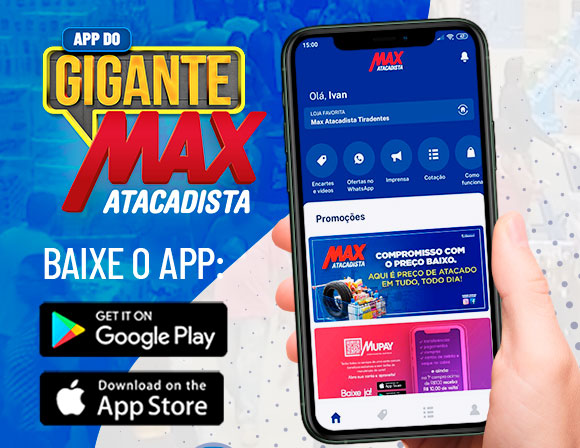 APP DO
GIGANTE
MAX
ATACADISTA
BAIXE O APP:
GET IT ON
Google Play
Download on the
App Store
15:00
MAX
ATACADISTA
Olá, Ivan
LOJA FAVORITA
Max Atacadista Tiradentes
Encartes
e vídeos
Ofertas no
WhatsApp
Imprensa
Cotação
Como
funciona
Promoções
MAX
ATACADISTA
COMPROMISSO COM
O PREÇO BAIXO.
AQUI É PREÇO DE ATACADO
EM TUDO, TODO DIA!
MUPAY
Baixe já!
e ainda